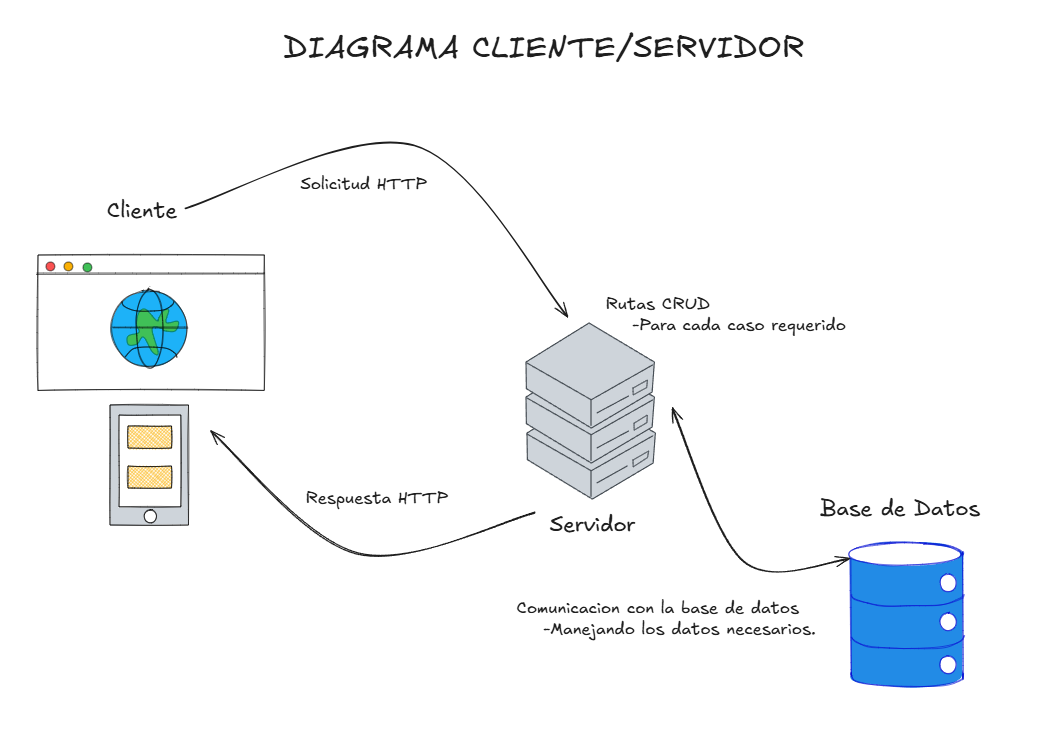 DIAGRAMA CLIENTE/SERVIDOR
Solicitud HTTP
Cliente
Rutas CRUD
-Para cada caso requerido
Respuesta HTTP
Servidor
Base de Datos
Comunicacion con la base de datos
-Manejando los datos necesarios.